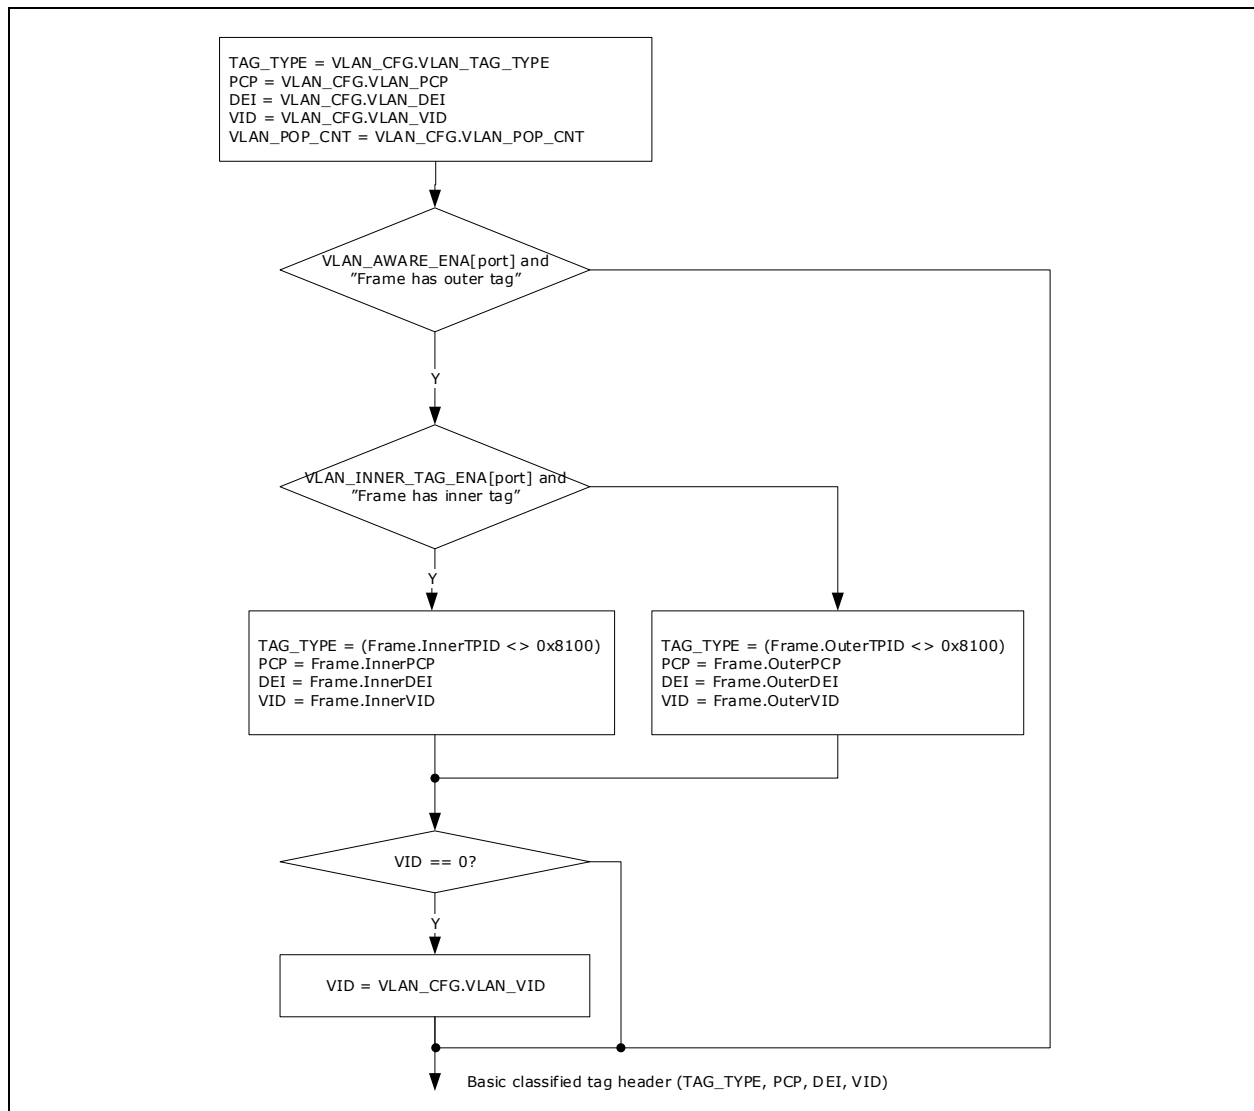 TAG_TYPE = VLAN_CFG.VLAN_TAG_TYPE
PCP = VLAN_CFG.VLAN_PCP
DEI = VLAN_CFG.VLAN_DEI
VID = VLAN_CFG.VLAN_VID
VLAN_POP_CNT = VLAN_CFG.VLAN_POP_CNT
VLAN_AWARE_ENA[port] and
”Frame has outer tag”
Y
VLAN_INNER_TAG_ENA[port] and
”Frame has inner tag”
Y
TAG_TYPE = (Frame.InnerTPID <> 0x8100)
PCP = Frame.InnerPCP
DEI = Frame.InnerDEI
VID = Frame.InnerVID
TAG_TYPE = (Frame.OuterTPID <> 0x8100)
PCP = Frame.OuterPCP
DEI = Frame.OuterDEI
VID = Frame.OuterVID
VID == 0?
Y
VID = VLAN_CFG.VLAN_VID
Basic classified tag header (TAG_TYPE, PCP, DEI, VID)